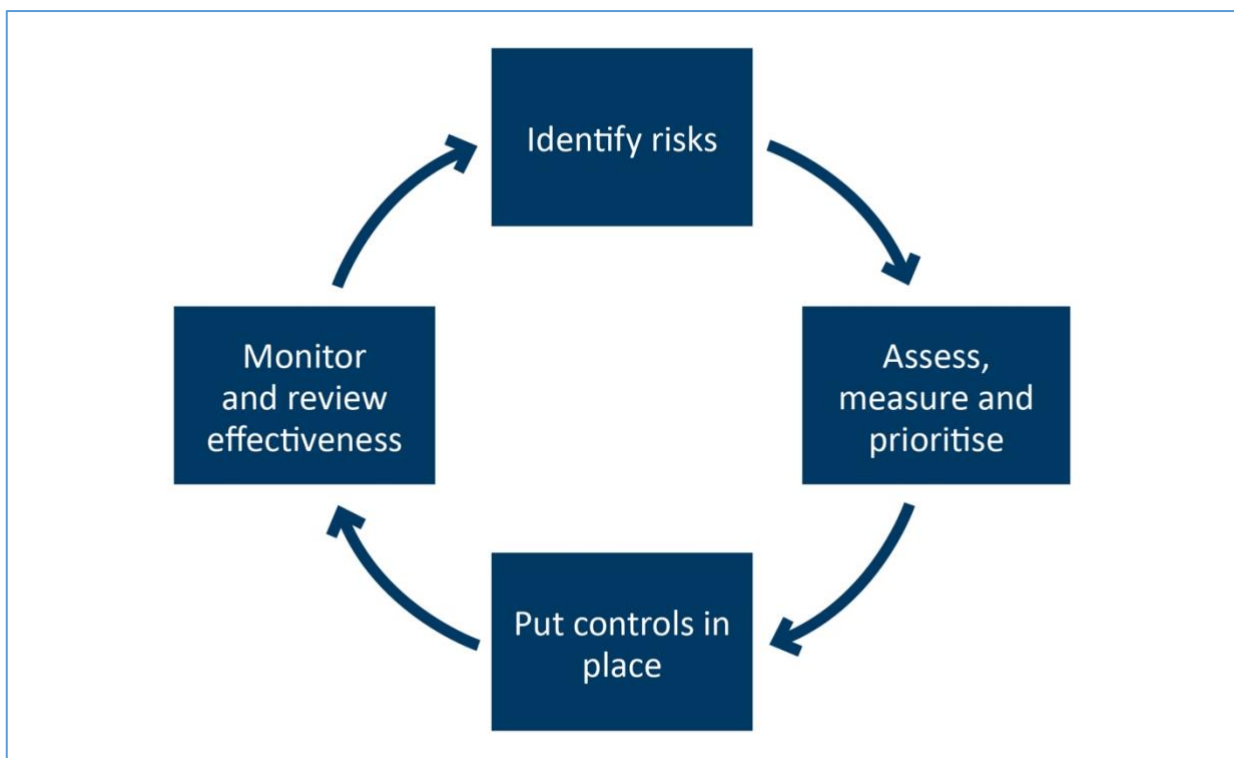 Identify risks
Assess,
measure and
prioritise
Put controls in
place
Monitor
and review
effectiveness